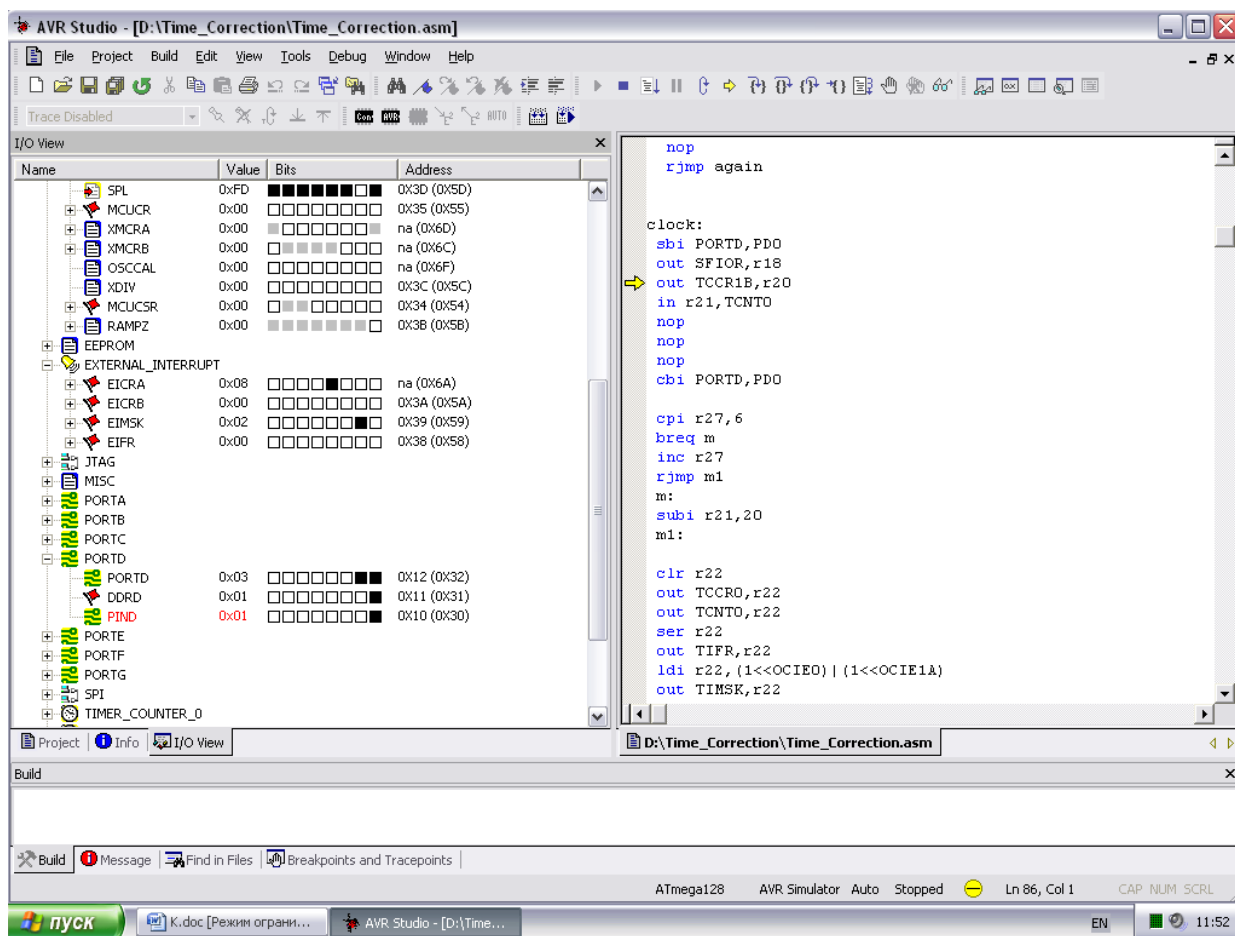 AVR Studio - [D:\Time_Correction\Time_Correction.asm]
File Project Build Edit View Tools Debug Window Help
Trace Disabled
AUTO
I/O View
Name Value Bits Address
SPL 0xFD 0X3D (0X5D)
MCUCR 0x00 0X35 (0X55)
XMCRA 0x00 na (0X6D)
XMCRB 0x00 na (0X6C)
OSCCAL 0x00 na (0X6F)
XDIV 0x00 0X3C (0X5C)
MCUCSR 0x00 0X34 (0X54)
RAMPZ 0x00 0X3B (0X5B)
EEPROM
EXTERNAL_INTERRUPT
EICRA 0x08 na (0X6A)
EICRB 0x00 0X3A (0X5A)
EIMSK 0x02 0X39 (0X59)
EIFR 0x00 0X38 (0X58)
JTAG
MISC
PORTA
PORTB
PORTC
PORTD
PORTD 0x03 0X12 (0X32)
DDRD 0x01 0X11 (0X31)
PIND 0x01 0X10 (0X30)
PORTE
PORTF
PORTG
SPI
TIMER_COUNTER_0
Project Info I/O View
nop
rjmp again
clock:
sbi PORTD,PD0
out SFIOR,r18
out TCCR1B,r20
in r21,TCNT0
nop
nop
nop
cbi PORTD,PD0
cpi r27,6
breq m
inc r27
rjmp m1
m:
subi r21,20
m1:
clr r22
out TCCR0,r22
out TCNT0,r22
ser r22
out TIFR,r22
ldi r22,(1<<OCIE0)|(1<<OCIE1A)
out TIMSK,r22
D:\Time_Correction\Time_Correction.asm
Build
Build Message Find in Files Breakpoints and Tracepoints
ATmega128 AVR Simulator Auto Stopped Ln 86, Col 1 CAP NUM SCRL
пуск K.doc [Режим ограни... AVR Studio - [D:\Time... EN 11:52